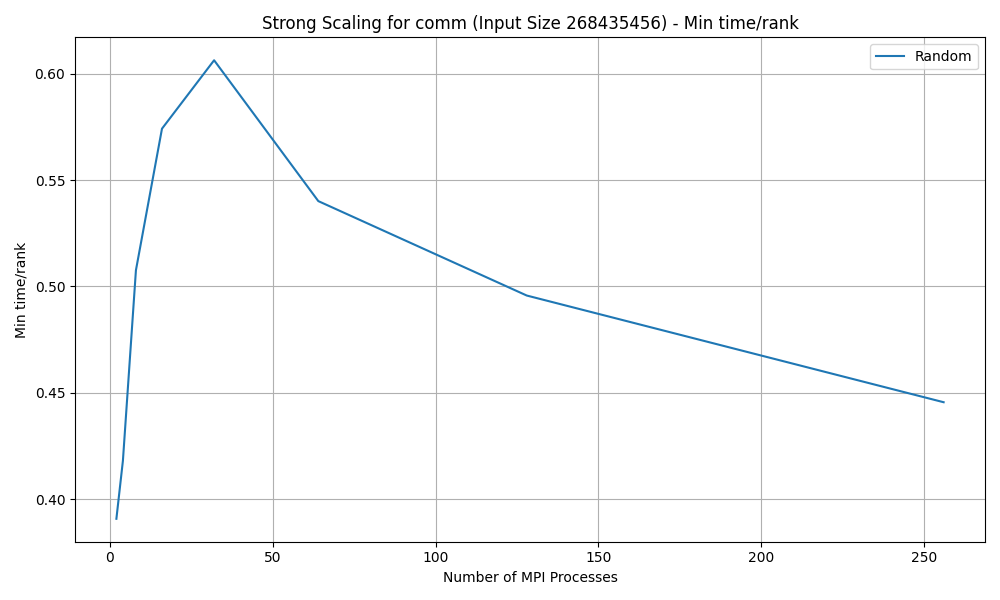 Strong Scaling for comm (Input Size 268435456) - Min time/rank
Random
0.60
0.55
0.50
0.45
0.40
Min time/rank
0
50
100
150
200
250
Number of MPI Processes